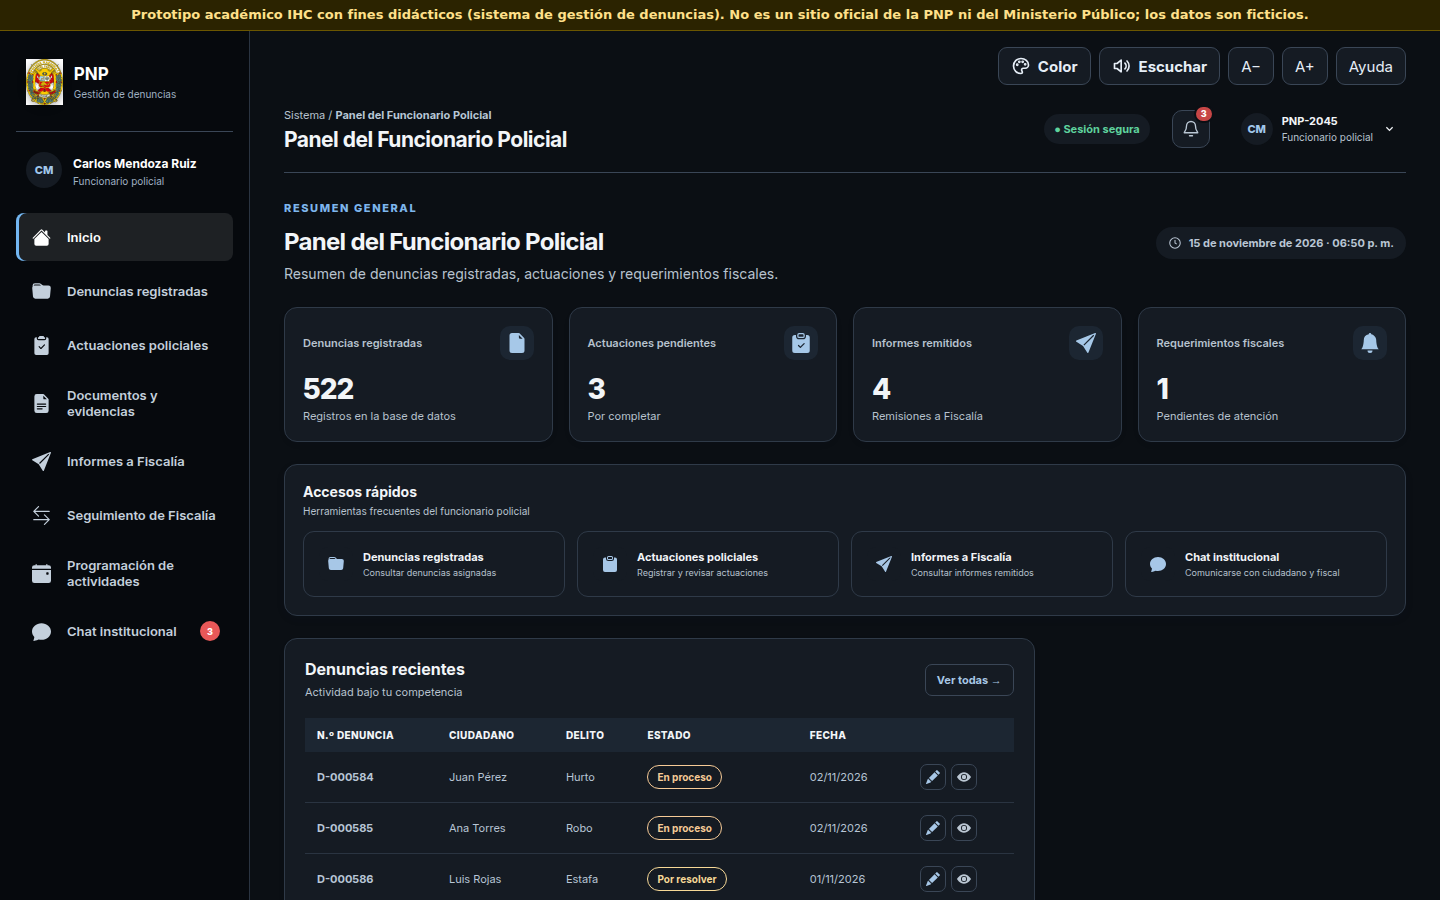 Prototipo académico IHC con fines didácticos (sistema de gestión de denuncias). No es un sitio oficial de la PNP ni del Ministerio Público; los datos son ficticios.
PNP
Gestión de denuncias
Carlos Mendoza Ruiz
CM
Funcionario policial
Inicio
Denuncias registradas
Actuaciones policiales
Documentos y
evidencias
Informes a Fiscalía
Seguimiento de Fiscalía
Programación de
actividades
Chat institucional 3
Color Escuchar A− A+ Ayuda
Sistema / Panel del Funcionario Policial
Panel del Funcionario Policial
● Sesión segura
3
CM
PNP-2045
Funcionario policial
RESUMEN GENERAL
Panel del Funcionario Policial
15 de noviembre de 2026 · 06:50 p. m.
Resumen de denuncias registradas, actuaciones y requerimientos fiscales.
Denuncias registradas
522
Registros en la base de datos
Actuaciones pendientes
3
Por completar
Informes remitidos
4
Remisiones a Fiscalía
Requerimientos fiscales
1
Pendientes de atención
Accesos rápidos
Herramientas frecuentes del funcionario policial
Denuncias registradas
Consultar denuncias asignadas
Actuaciones policiales
Registrar y revisar actuaciones
Informes a Fiscalía
Consultar informes remitidos
Chat institucional
Comunicarse con ciudadano y fiscal
Denuncias recientes
Actividad bajo tu competencia
Ver todas →
N.º DENUNCIA CIUDADANO DELITO ESTADO FECHA
D-000584 Juan Pérez Hurto En proceso 02/11/2026
D-000585 Ana Torres Robo En proceso 02/11/2026
D-000586 Luis Rojas Estafa Por resolver 01/11/2026